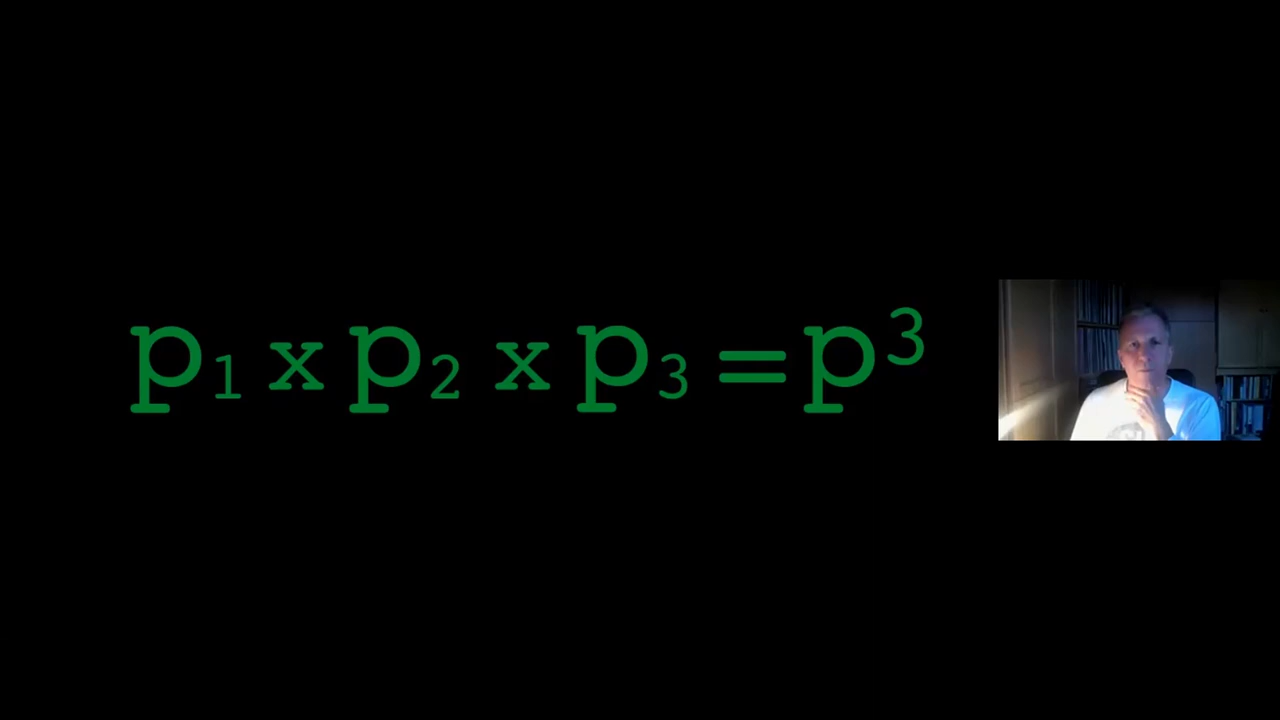 p₁ x p₂ x p₃ = p³